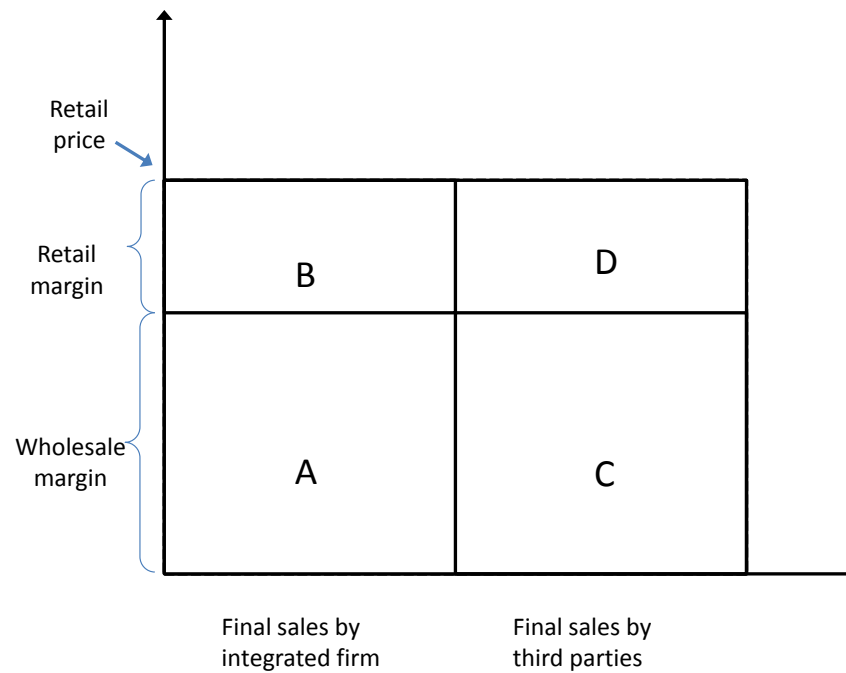 Retail
price
Retail
margin
B
D
Wholesale
margin
A
C
Final sales by
integrated firm
Final sales by
third parties